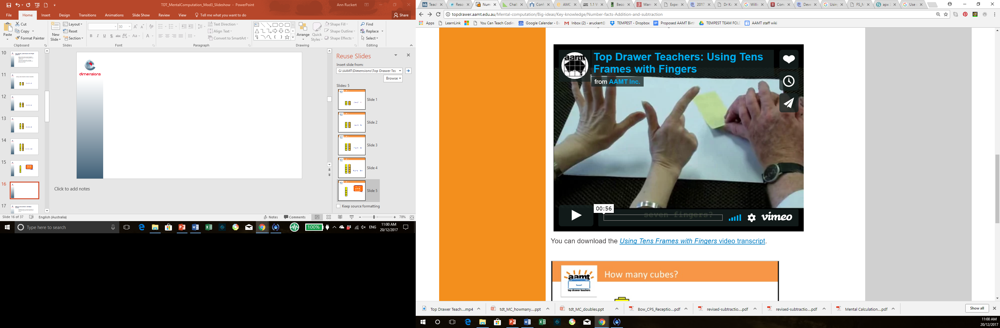 TDT_MentalComputation_Mod3_Slideshow - PowerPoint
Ann Ruckert
File Home Insert Design Transitions Animations Slide Show Review View Tell me what you want to do
Share
Paste
Cut
Copy
Format Painter
Clipboard
New
Slide
Layout
Reset
Section
Slides
30
B I U S abc AV Aa A
Font
Text Direction
Align Text
Convert to SmartArt
Paragraph
Arrange
Quick
Styles
Shape Fill
Shape Outline
Shape Effects
Drawing
Find
Replace
Select
Editing
10
11
12
13
14
15
16
17
dimensions
Click to add notes
Reuse Slides
Insert slide from:
G:\AAMT\Dimensions\Top Drawer Tea
Browse
Slides: 5
Slide 1
Slide 2
Slide 3
Slide 4
Slide 5
Keep source formatting
Slide 16 of 37
English (Australia)
Notes
Comments
78%
Type here to search
100%
ENG
11:00 AM
20/12/2017
Teach
Reso
Num
Chall
Conf
AMC
1.1 V
Beco
Warm
Expe
2017
Dr Ka
Willi
Conv
Deve
Using
FS_M
apx
Use
topdrawer.aamt.edu.au/Mental-computation/Big-ideas/Key-knowledge/Number-facts-Addition-and-subtraction
Apps
LearnLink
You Can Teach Codin
Google Calendar - Ev
Inbox (2) - aruckert@
TEMPEST - Dropbox
Proposed AAMT Birt
TEMPEST TEAM FOLD
AAMT staff wiki
aamt
Top Drawer Teachers: Using Tens
Frames with Fingers
from AAMT Inc.
00:56
seven fingers?
vimeo
You can download the Using Tens Frames with Fingers video transcript.
aamt
top drawer teachers
How many cubes?
Top Drawer Teach....mp4
tdt_MC_howmany....ppt
tdt_MC_doubles.ppt
Bow_CPS_Receptio....pdf
revised-subtractio....pdf
revised-subtractio....pdf
Mental Calculation....pdf
Show all
11:00 AM
20/12/2017